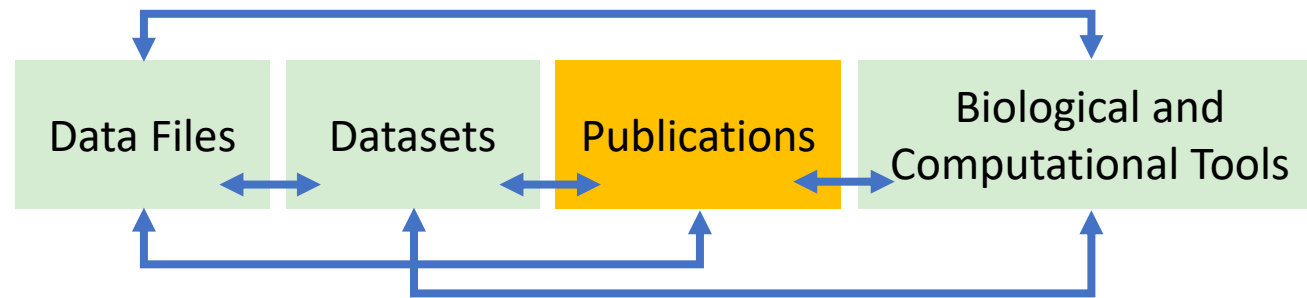 Data Files
Datasets
Publications
Biological and
Computational Tools